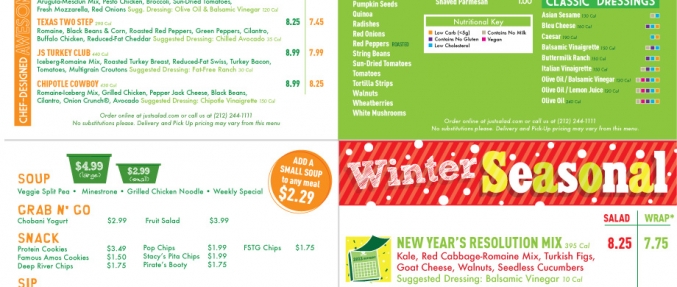 Arugula-Mesclun Mix, Pesto Chicken, Broccoli, Sun-Dried Tomatoes,
Fresh Mozzarella, Red Onions Sugg. Dressing: Olive Oil & Balsamic Vinegar
TEXAS TWO STEP 8.25 7.45
Romaine, Black Beans & Corn, Roasted Red Peppers, Green Peppers, Cilantro,
Buffalo Chicken, Reduced-Fat Cheddar Suggested Dressing: Chilled Avocado
JS TURKEY CLUB 8.99 7.99
Iceberg-Romaine Mix, Roasted Turkey Breast, Reduced-Fat Swiss, Turkey Bacon,
Tomatoes, Multigrain Croutons Suggested Dressing: Fat-Free Ranch
CHIPOTLE COWBOY 8.99 8.25
Romaine-Iceberg Mix, Grilled Chicken, Pepper Jack Cheese, Black Beans,
Cilantro, Onion Crunch®, Avocado Suggested Dressing: Chipotle Vinaigrette
CHEF-DESIGNED AWESOME
Order online at justsalad.com or call us at (212) 244-1111
No substitutions please. Delivery and Pick Up pricing may vary from this menu
Pumpkin Seeds
Quinoa
Radishes
Red Onions
Red Peppers ROASTED
String Beans
Sun-Dried Tomatoes
Tomatoes
Tortilla Strips
Walnuts
Wheatberries
White Mushrooms
Shaved Parmesan
Nutritional Key
Low Carb (<5g) Contains No Milk
Contains No Gluten Vegan
Low Cholesterol
CLASSIC DRESSINGS
Asian Sesame
Bleu Cheese
Caesar
Balsamic Vinaigrette
Buttermilk Ranch
Italian Vinaigrette
Olive Oil / Balsamic Vinegar
Olive Oil / Lemon Juice
Olive Oil
Order online at justsalad.com or call us at (212) 244-1111
No substitutions please. Delivery and Pick Up pricing may vary from this menu
$4.99
(large)
$2.99
(small)
ADD A
SMALL SOUP
to any meal
$2.29
SOUP
Veggie Split Pea • Minestrone • Grilled Chicken Noodle • Weekly Special
GRAB N' GO
Chobani Yogurt $2.99 Fruit Salad $3.99
SNACK
Protein Cookies $3.49 Pop Chips $1.99 FSTG Chips $1.75
Famous Amos Cookies $1.50 Stacy's Pita Chips $1.99
Deep River Chips $1.75 Pirate's Booty $1.75
SIP
Winter Seasonal
SALAD WRAP*
NEW YEAR'S RESOLUTION MIX 395 Cal 8.25 7.75
Kale, Red Cabbage-Romaine Mix, Turkish Figs,
Goat Cheese, Walnuts, Seedless Cucumbers
Suggested Dressing: Balsamic Vinegar 10 Cal